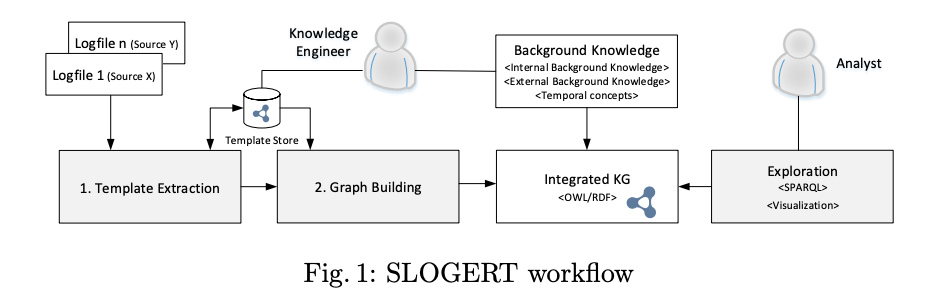 Logfile n (Source Y)
Logfile 1 (Source X)
Knowledge
Engineer
Background Knowledge
<Internal Background Knowledge>
<External Background Knowledge>
<Temporal concepts>
Analyst
Template Store
1. Template Extraction
2. Graph Building
Integrated KG
<OWL/RDF>
Exploration
<SPARQL>
<Visualization>
Fig. 1: SLOGERT workflow